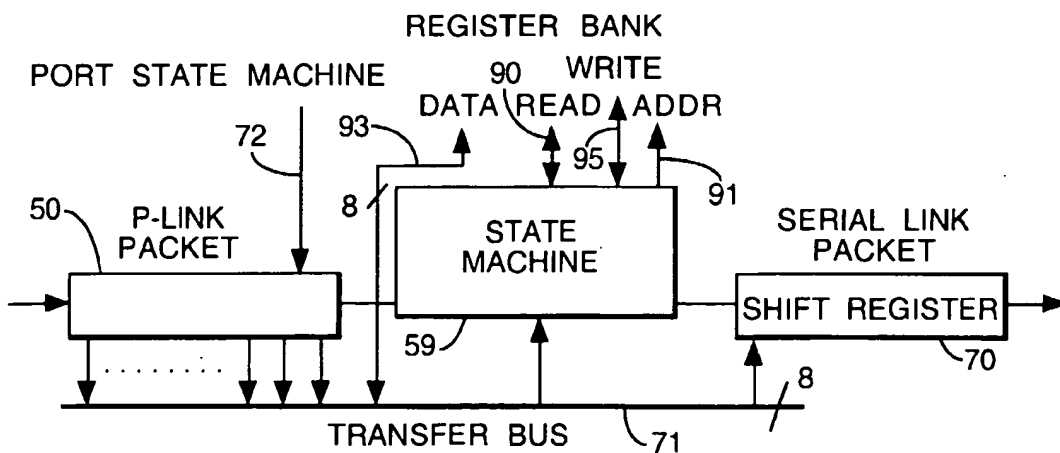 REGISTER BANK
PORT STATE MACHINE
90
WRITE
DATA READ ADDR
72
93
95
91
8
50
P-LINK
PACKET
STATE
MACHINE
SERIAL LINK
PACKET
SHIFT REGISTER
59
70
8
TRANSFER BUS
71